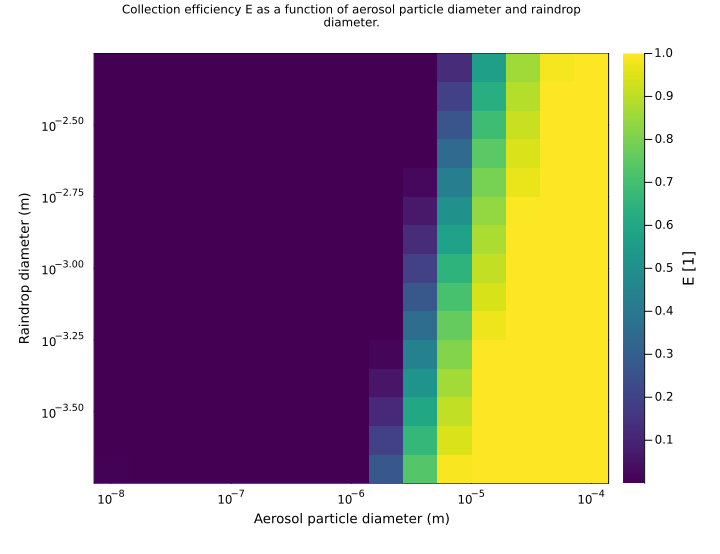 Collection efficiency E as a function of aerosol particle diameter and raindrop
diameter.
Raindrop diameter (m)
10^−2.50
10^−2.75
10^−3.00
10^−3.25
10^−3.50
10^−8 10^−7 10^−6 10^−5 10^−4
Aerosol particle diameter (m)
1.0
0.9
0.8
0.7
0.6
0.5
0.4
0.3
0.2
0.1
E [1]